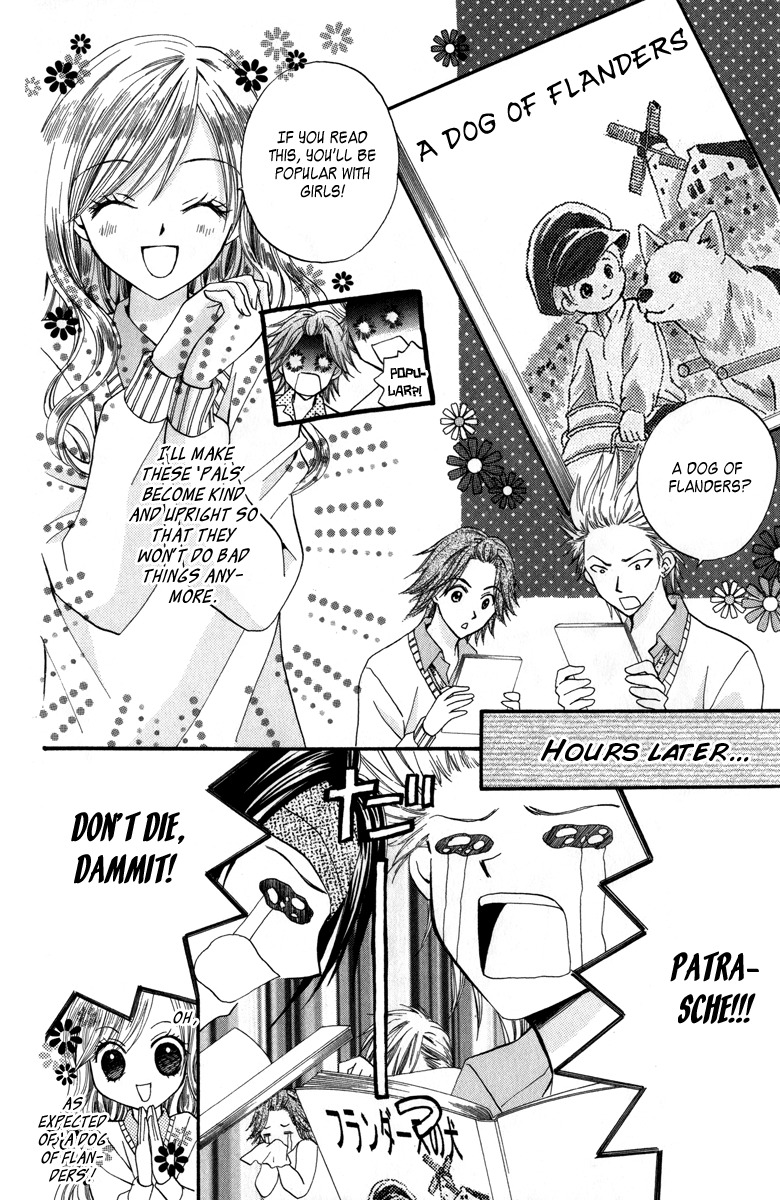 A DOG OF FLANDERS
IF YOU READ
THIS, YOU'LL BE
POPULAR WITH
GIRLS!
POPU-
LAR?!
A DOG OF
FLANDERS?
I'LL MAKE
THESE 'PALS'
BECOME KIND
AND UPRIGHT SO
THAT THEY
WON'T DO BAD
THINGS ANY-
MORE.
HOURS LATER...
DON'T DIE,
DAMMIT!
PATRA-
SCHE!!!
OH,
AS
EXPECTED
OF 'A DOG
OF FLAN-
DERS'!
フランダースの犬